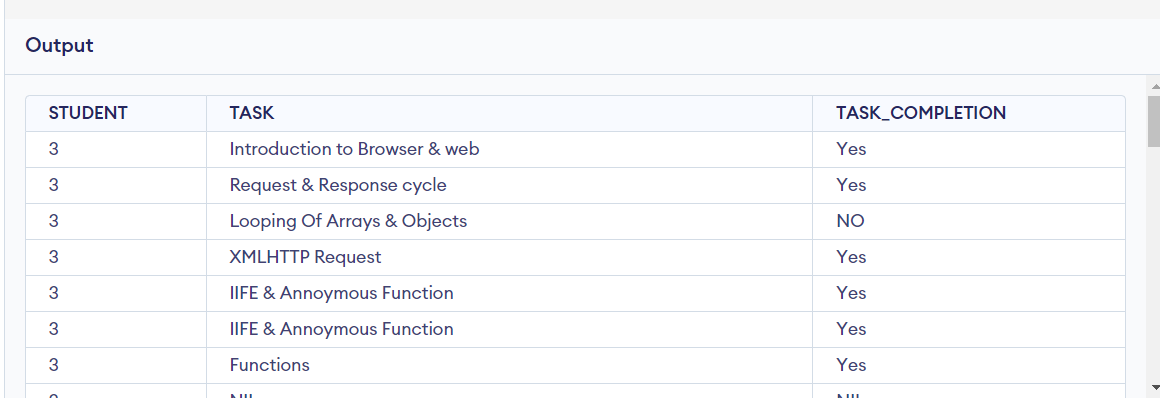 Output
STUDENT TASK TASK_COMPLETION
3 Introduction to Browser & web Yes
3 Request & Response cycle Yes
3 Looping Of Arrays & Objects NO
3 XMLHTTP Request Yes
3 IIFE & Annoymous Function Yes
3 IIFE & Annoymous Function Yes
3 Functions Yes